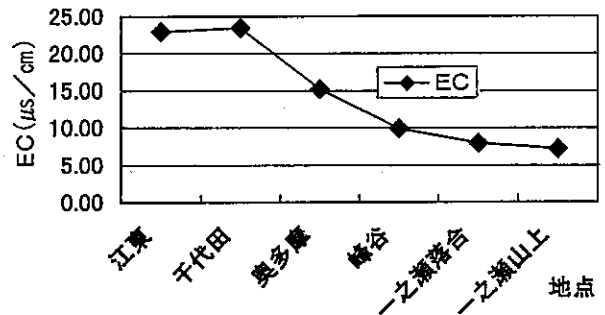 25.00
20.00
15.00
10.00
5.00
0.00
EC(μs/cm)
EC
江東
千代田
奥多摩
峰谷
一之瀬落合
一之瀬山上
地点